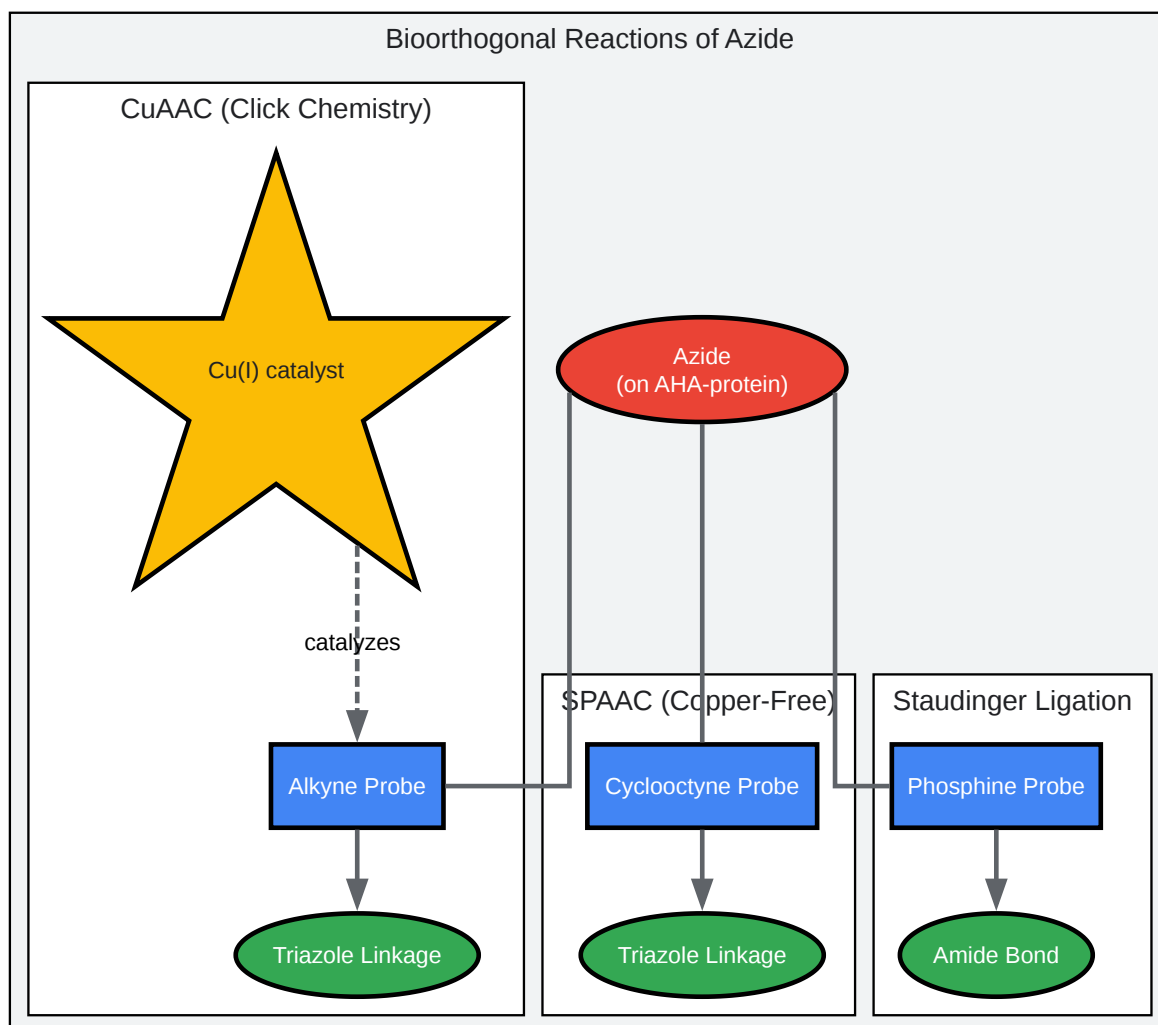 Bioorthogonal Reactions of Azide
CuAAC (Click Chemistry)
Cu(I) catalyst
Azide
(on AHA-protein)
catalyzes
SPAAC (Copper-Free)
Staudinger Ligation
Alkyne Probe
Cyclooctyne Probe
Phosphine Probe
Triazole Linkage
Triazole Linkage
Amide Bond